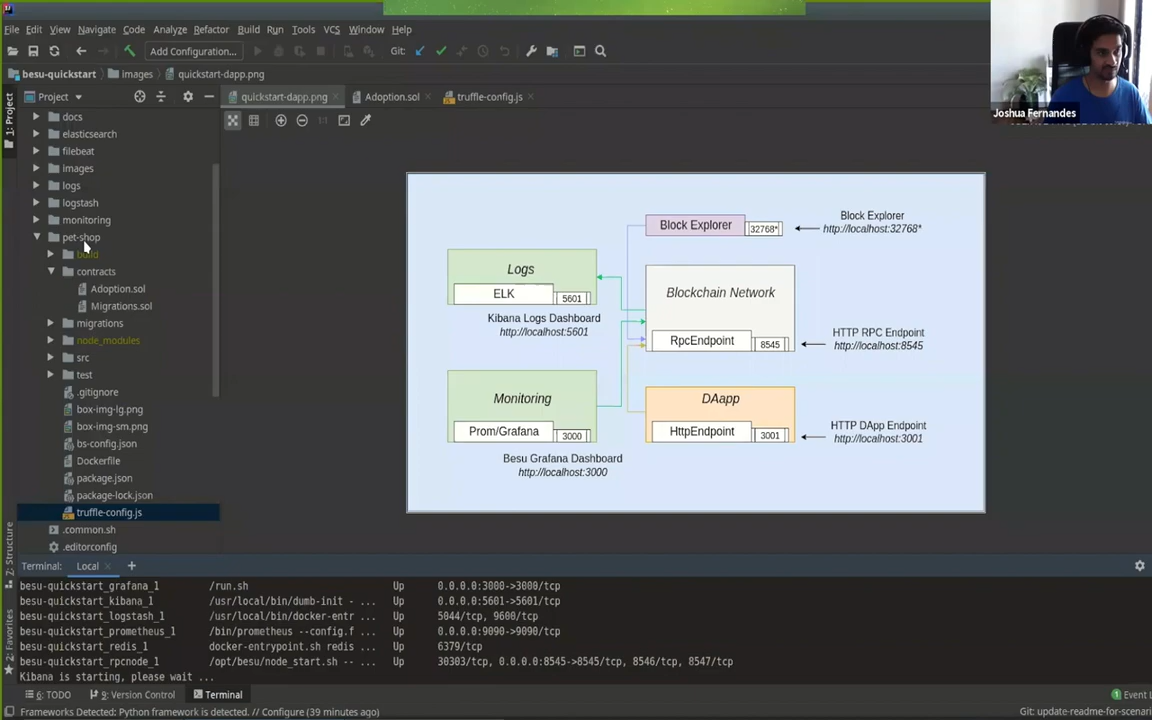 File Edit View Navigate Code Analyze Refactor Build Run Tools VCS Window Help
Add Configuration...
Git:
besu-quickstart images quickstart-dapp.png
Joshua Fernandes
1: Project
Project
quickstart-dapp.png Adoption.sol truffle-config.js
1:1
docs
elasticsearch
filebeat
images
logs
logstash
monitoring
pet-shop
build
contracts
Adoption.sol
Migrations.sol
migrations
node_modules
src
test
.gitignore
box-img-lg.png
box-img-sm.png
bs-config.json
Dockerfile
package.json
package-lock.json
truffle-config.js
.common.sh
.editorconfig
Block Explorer 32768*
Block Explorer
http://localhost:32768*
Logs
ELK 5601
Kibana Logs Dashboard
http://localhost:5601
Blockchain Network
RpcEndpoint 8545
HTTP RPC Endpoint
http://localhost:8545
Monitoring
Prom/Grafana 3000
Besu Grafana Dashboard
http://localhost:3000
DAapp
HttpEndpoint 3001
HTTP DApp Endpoint
http://localhost:3001
Z: Structure
2: Favorites
Terminal: Local +
besu-quickstart_grafana_1 /run.sh Up 0.0.0.0:3000->3000/tcp
besu-quickstart_kibana_1 /usr/local/bin/dumb-init - ... Up 0.0.0.0:5601->5601/tcp
besu-quickstart_logstash_1 /usr/local/bin/docker-entr ... Up 5044/tcp, 9600/tcp
besu-quickstart_prometheus_1 /bin/prometheus --config.f ... Up 0.0.0.0:9090->9090/tcp
besu-quickstart_redis_1 docker-entrypoint.sh redis ... Up 6379/tcp
besu-quickstart_rpcnode_1 /opt/besu/node_start.sh -- ... Up 30303/tcp, 0.0.0.0:8545->8545/tcp, 8546/tcp, 8547/tcp
Kibana is starting, please wait ...
6: TODO 9: Version Control Terminal
1 Event L
Frameworks Detected: Python framework is detected. // Configure (39 minutes ago)
Git: update-readme-for-scenari